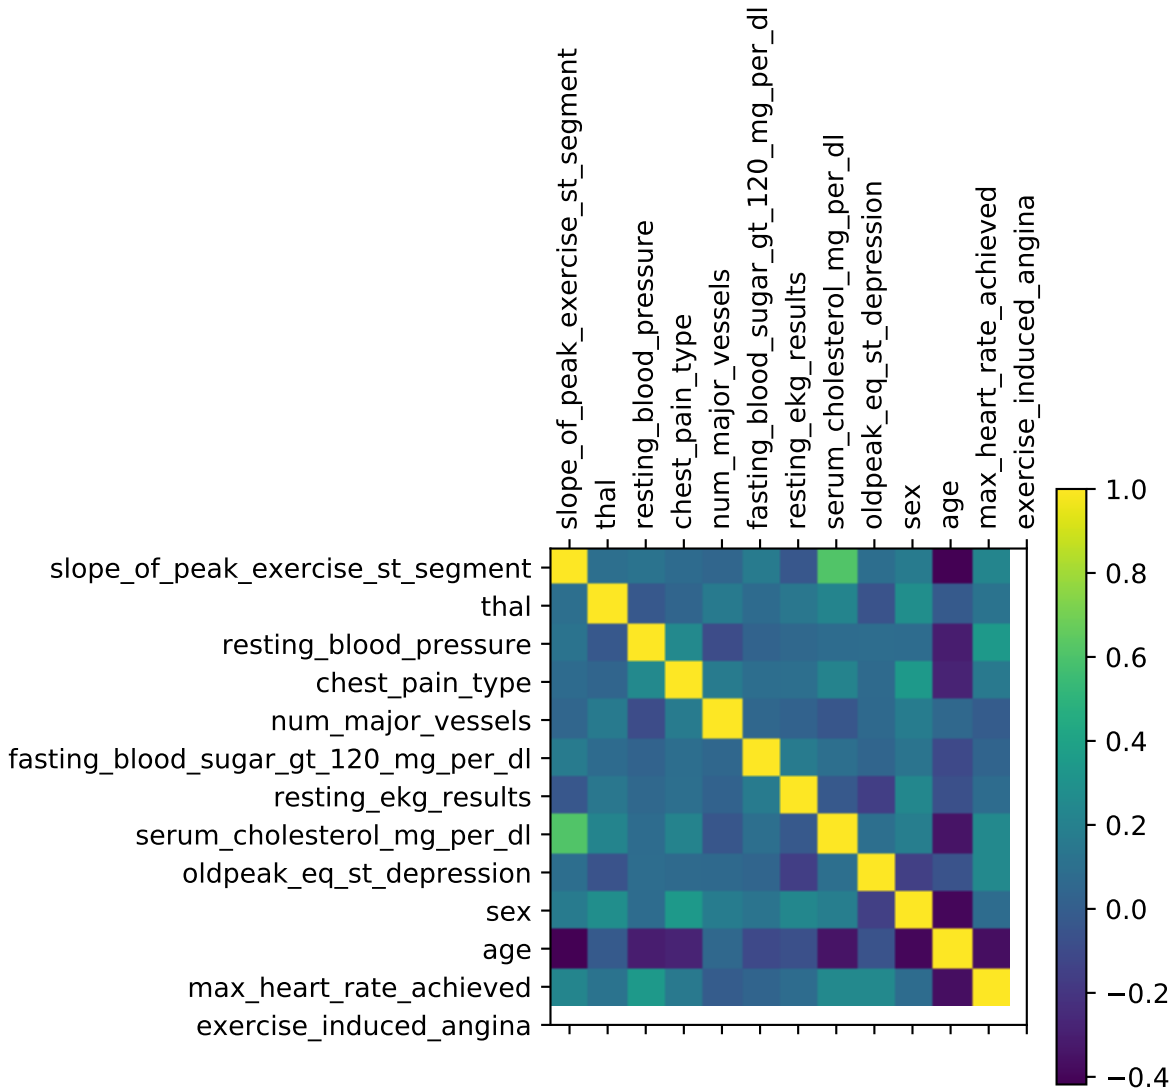 slope_of_peak_exercise_st_segment
thal
resting_blood_pressure
chest_pain_type
num_major_vessels
fasting_blood_sugar_gt_120_mg_per_dl
resting_ekg_results
serum_cholesterol_mg_per_dl
oldpeak_eq_st_depression
sex
age
max_heart_rate_achieved
exercise_induced_angina
slope_of_peak_exercise_st_segment
thal
resting_blood_pressure
chest_pain_type
num_major_vessels
fasting_blood_sugar_gt_120_mg_per_dl
resting_ekg_results
serum_cholesterol_mg_per_dl
oldpeak_eq_st_depression
sex
age
max_heart_rate_achieved
exercise_induced_angina
1.0
0.8
0.6
0.4
0.2
0.0
−0.2
−0.4